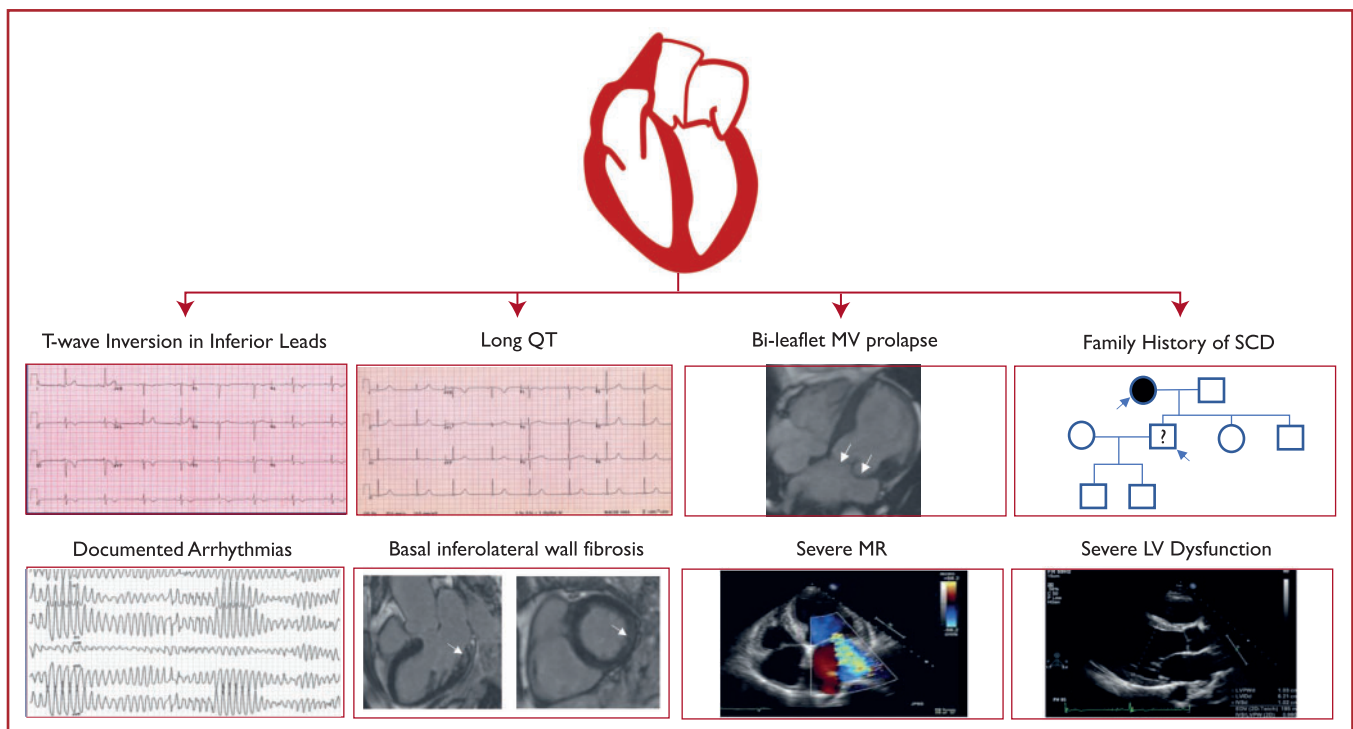 T-wave Inversion in Inferior Leads
Long QT
Bi-leaflet MV prolapse
Family History of SCD
?
Documented Arrhythmias
Basal inferolateral wall fibrosis
Severe MR
Severe LV Dysfunction